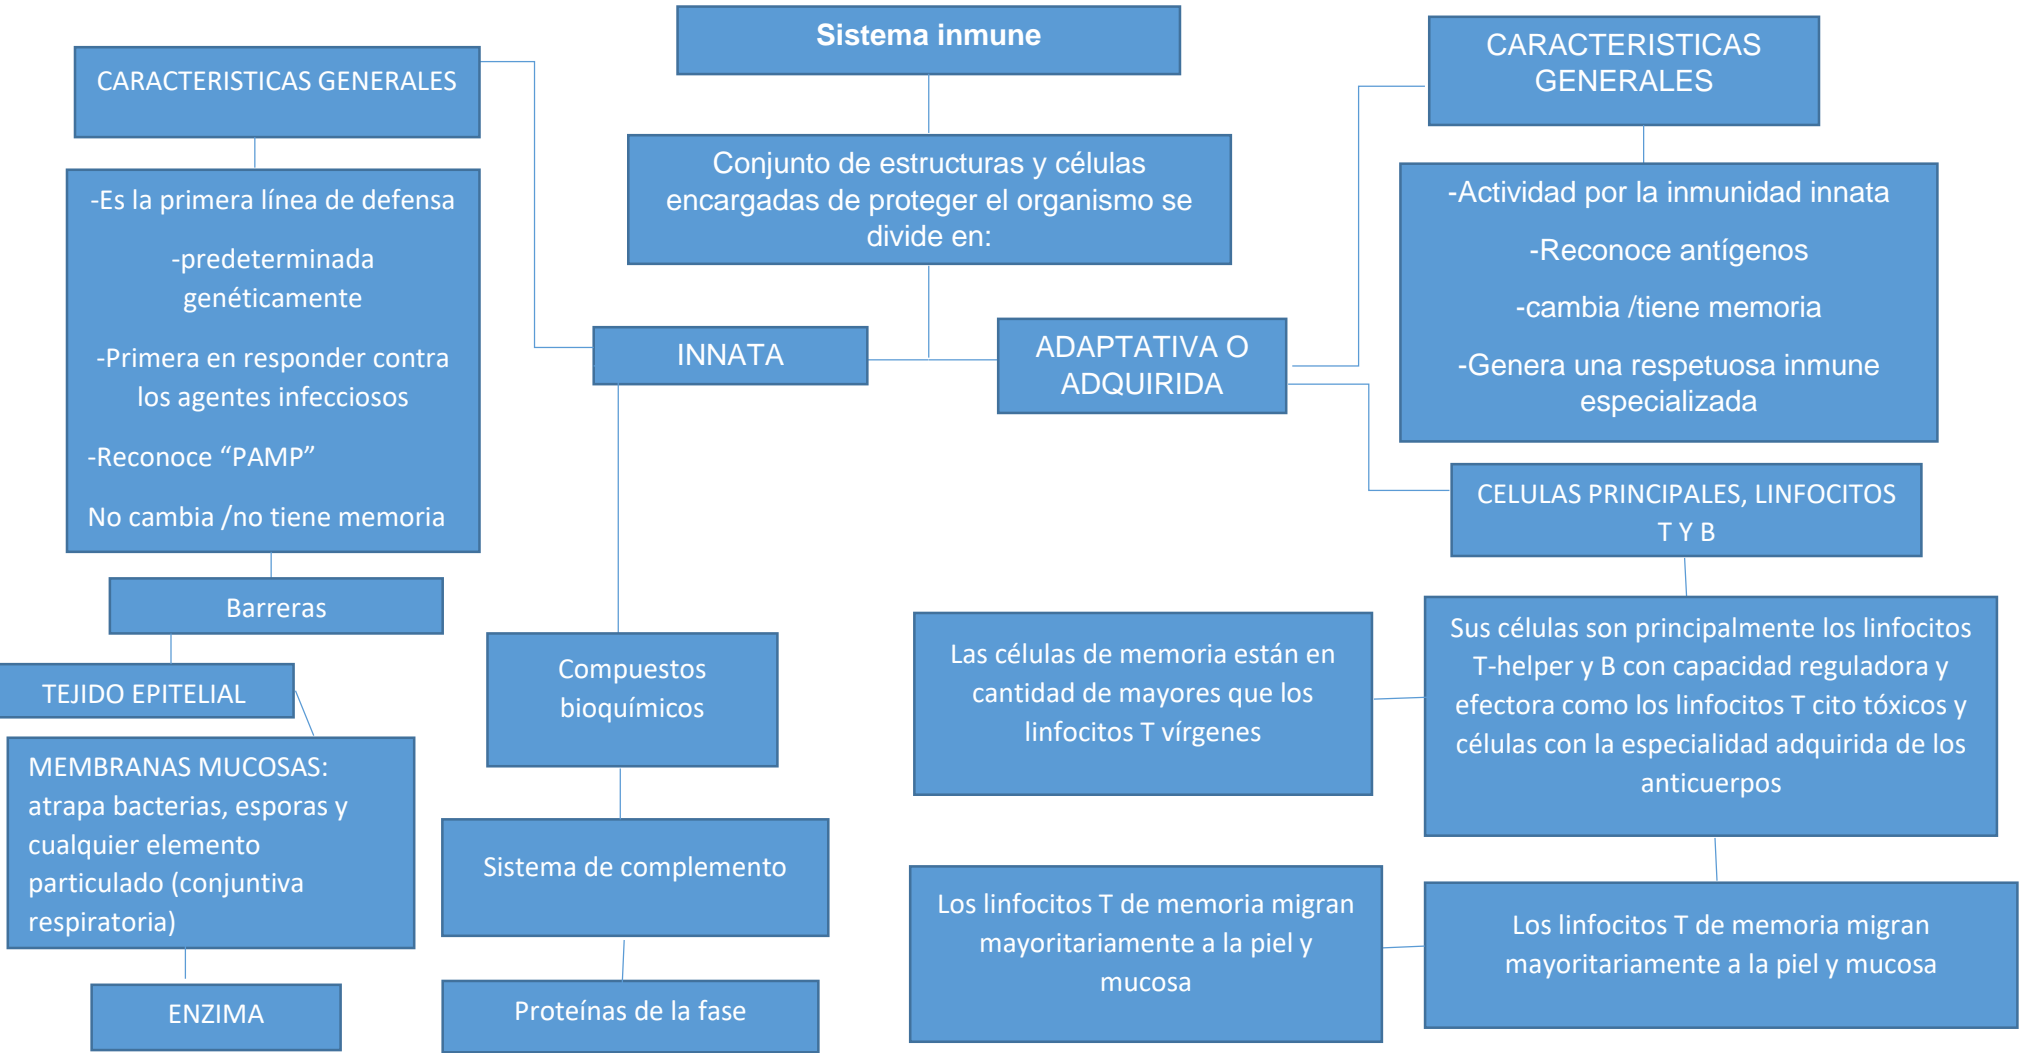 Sistema inmune
CARACTERISTICAS GENERALES
CARACTERISTICAS
GENERALES
Conjunto de estructuras y células
encargadas de proteger el organismo se
divide en:
-Es la primera línea de defensa
-predeterminada
genéticamente
-Primera en responder contra
los agentes infecciosos
-Reconoce “PAMP”
No cambia /no tiene memoria
-Actividad por la inmunidad innata
-Reconoce antígenos
-cambia /tiene memoria
-Genera una respetuosa inmune
especializada
INNATA
ADAPTATIVA O
ADQUIRIDA
CELULAS PRINCIPALES, LINFOCITOS
T Y B
Barreras
TEJIDO EPITELIAL
MEMBRANAS MUCOSAS:
atrapa bacterias, esporas y
cualquier elemento
particulado (conjuntiva
respiratoria)
ENZIMA
Compuestos
bioquímicos
Sistema de complemento
Proteínas de la fase
Las células de memoria están en
cantidad de mayores que los
linfocitos T vírgenes
Sus células son principalmente los linfocitos
T-helper y B con capacidad reguladora y
efectora como los linfocitos T cito tóxicos y
células con la especialidad adquirida de los
anticuerpos
Los linfocitos T de memoria migran
mayoritariamente a la piel y
mucosa
Los linfocitos T de memoria migran
mayoritariamente a la piel y mucosa